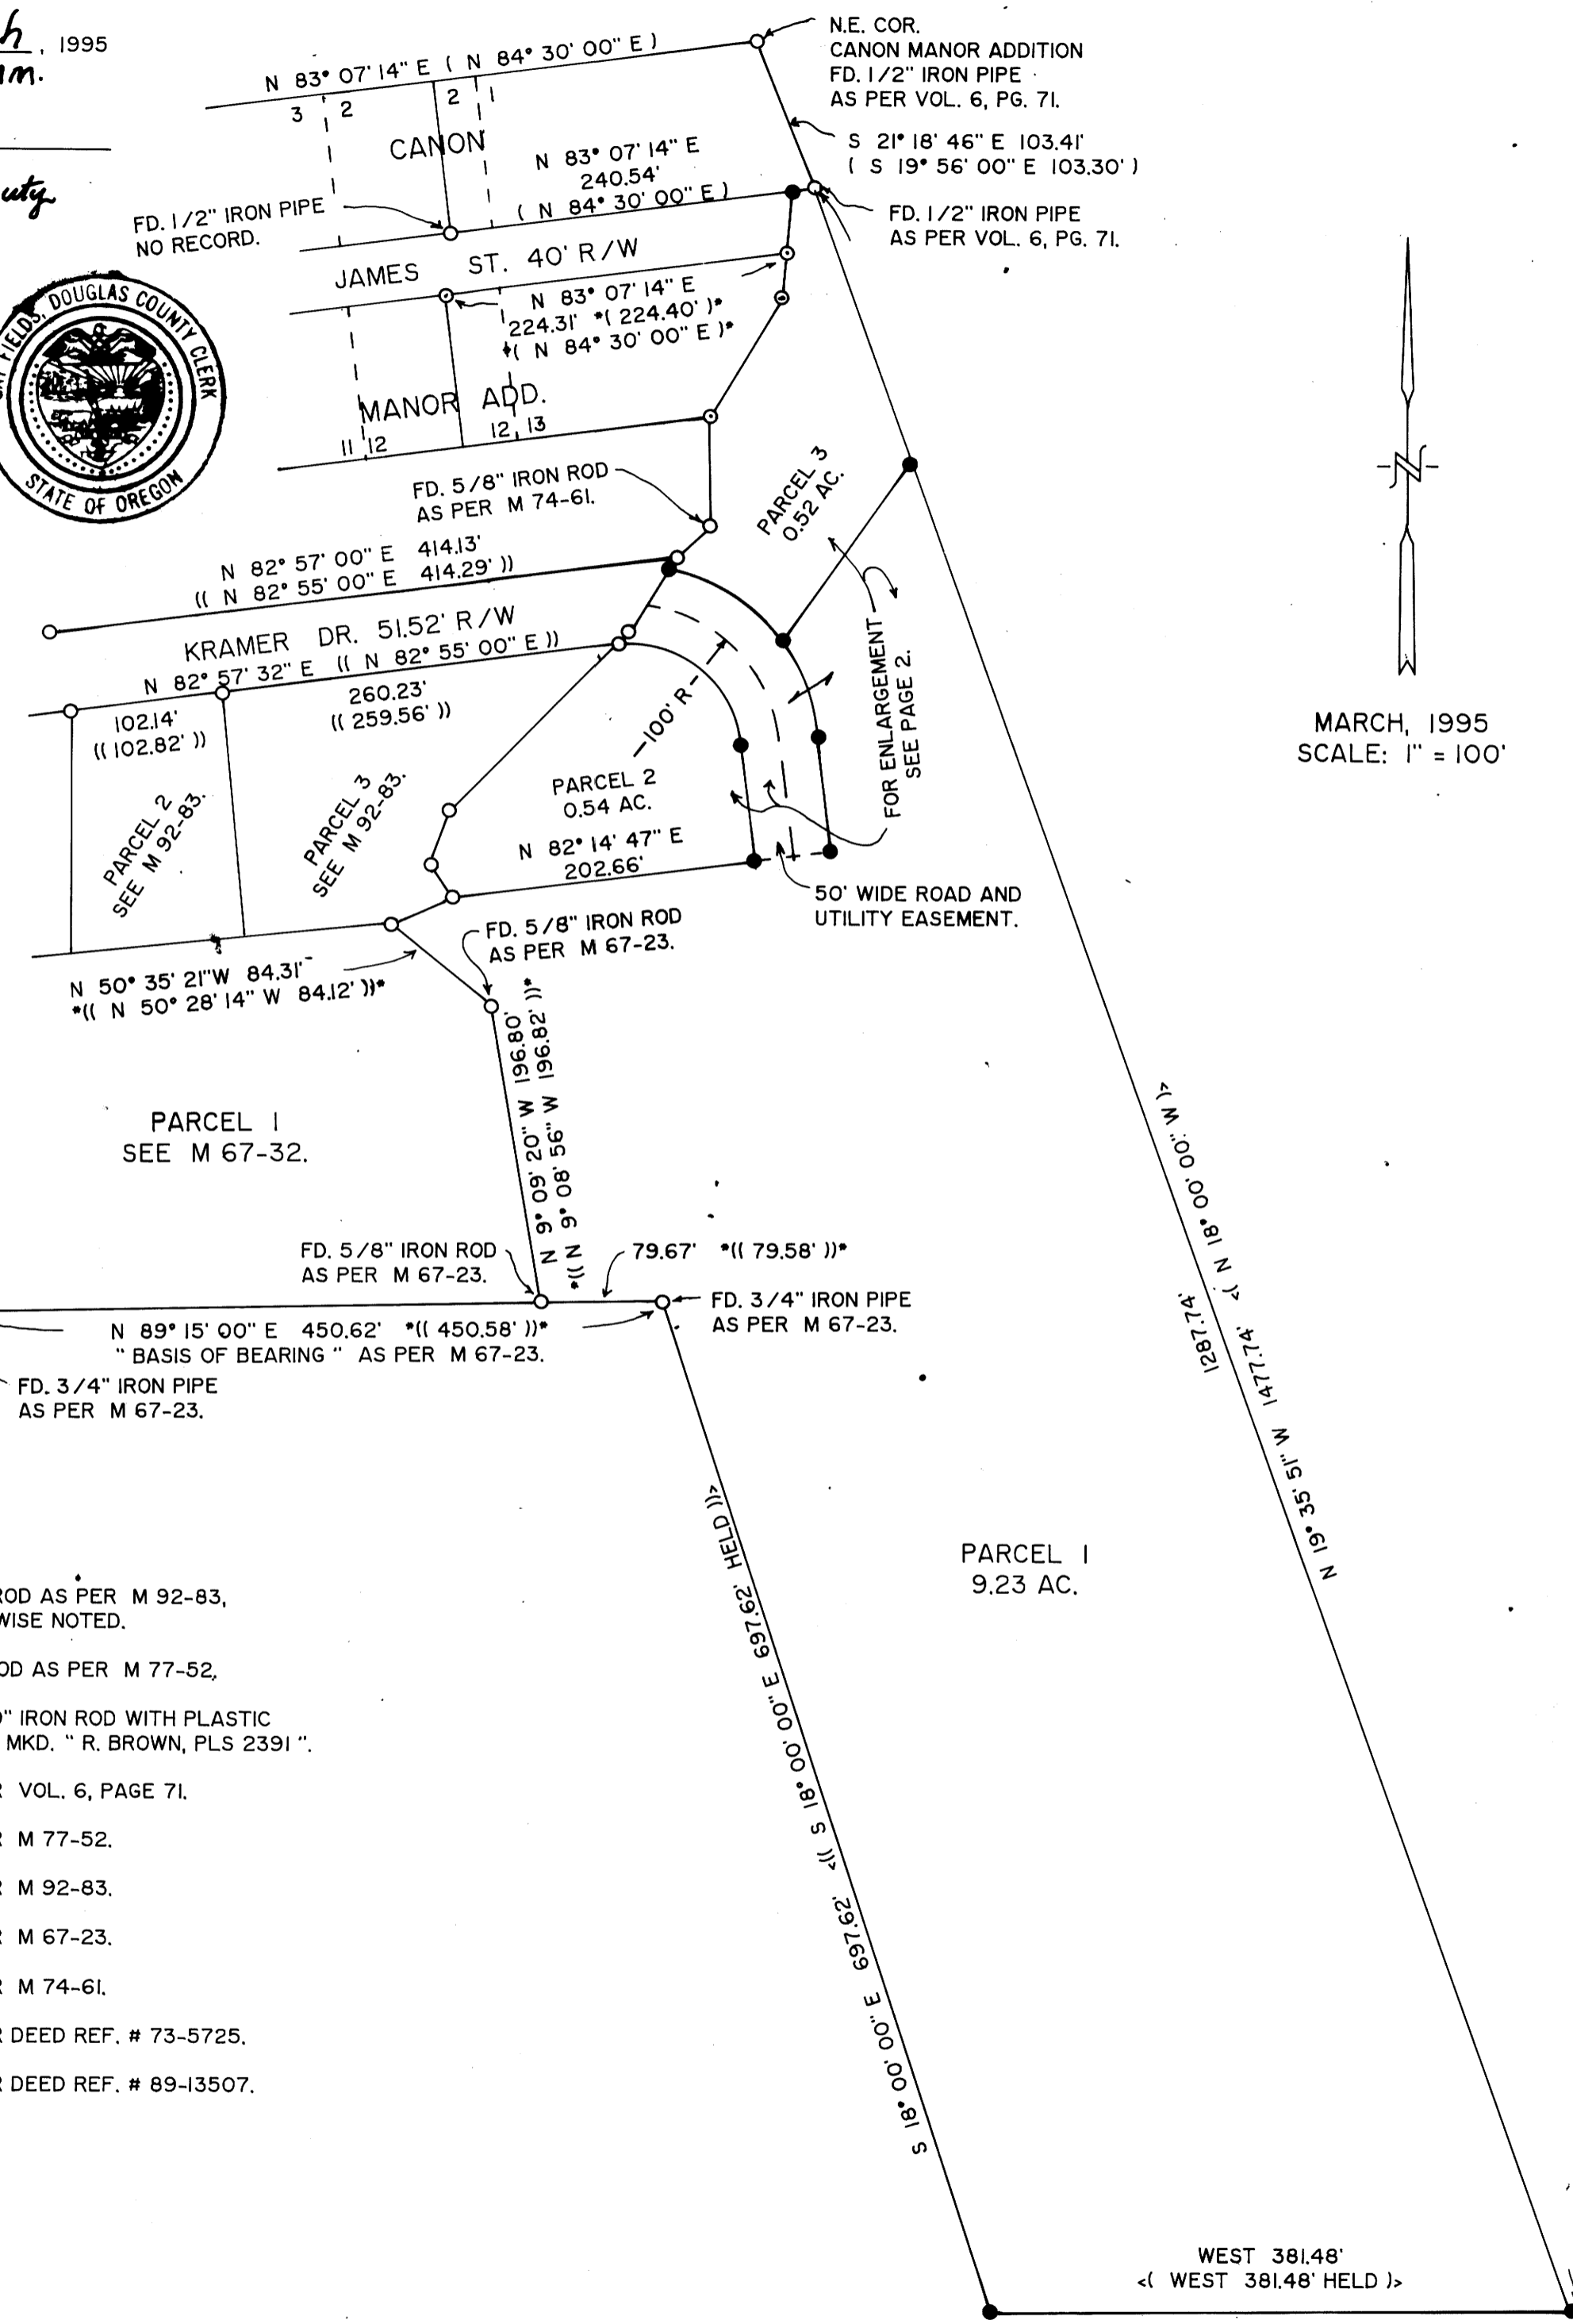 h, 1995
m.
uty
N.E. COR.
CANON MANOR ADDITION
FD. 1/2" IRON PIPE
AS PER VOL. 6, PG. 71.
N 83° 07' 14" E ( N 84° 30' 00" E )
3 2 2 1
CANON
S 21° 18' 46" E 103.41'
( S 19° 56' 00" E 103.30' )
N 83° 07' 14" E
240.54'
( N 84° 30' 00" E )
FD. 1/2" IRON PIPE
NO RECORD.
FD. 1/2" IRON PIPE
AS PER VOL. 6, PG. 71.
JAMES ST. 40' R/W
N 83° 07' 14" E
224.31' *( 224.40' )*
*( N 84° 30' 00" E )*
FIELDS, DOUGLAS COUNTY CLERK
STATE OF OREGON
MANOR ADD.
11 12 12 13
FD. 5/8" IRON ROD
AS PER M 74-61.
PARCEL 3
0.52 AC.
N
N 82° 57' 00" E 414.13'
(( N 82° 55' 00" E 414.29' ))
KRAMER DR. 51.52' R/W
N 82° 57' 32" E (( N 82° 55' 00" E ))
102.14'
(( 102.82' ))
260.23'
(( 259.56' ))
100' R
FOR ENLARGEMENT
SEE PAGE 2.
MARCH, 1995
SCALE: 1" = 100'
PARCEL 2
SEE M 92-83.
PARCEL 3
SEE M 92-83.
PARCEL 2
0.54 AC.
N 82° 14' 47" E
202.66'
50' WIDE ROAD AND
UTILITY EASEMENT.
FD. 5/8" IRON ROD
AS PER M 67-23.
N 50° 35' 21" W 84.31'
*(( N 50° 28' 14" W 84.12' ))*
N 9° 09' 20" W 196.80'
*(( N 9° 08' 56" W 196.82' ))*
PARCEL 1
SEE M 67-32.
<( N 18° 00' 00" W )>
1287.74'
N 19° 35' 51" W 1477.74'
FD. 5/8" IRON ROD
AS PER M 67-23.
79.67' *(( 79.58' ))*
FD. 3/4" IRON PIPE
AS PER M 67-23.
N 89° 15' 00" E 450.62' *(( 450.58' ))*
" BASIS OF BEARING " AS PER M 67-23.
FD. 3/4" IRON PIPE
AS PER M 67-23.
S 18° 00' 00" E 697.62' <(( S 18° 00' 00" E 697.62' HELD ))>
PARCEL 1
9.23 AC.
ROD AS PER M 92-83,
WISE NOTED.
OD AS PER M 77-52.
" IRON ROD WITH PLASTIC
MKD. " R. BROWN, PLS 2391 ".
R VOL. 6, PAGE 71.
R M 77-52.
R M 92-83.
R M 67-23.
R M 74-61.
R DEED REF. # 73-5725.
R DEED REF. # 89-13507.
WEST 381.48'
<( WEST 381.48' HELD )>